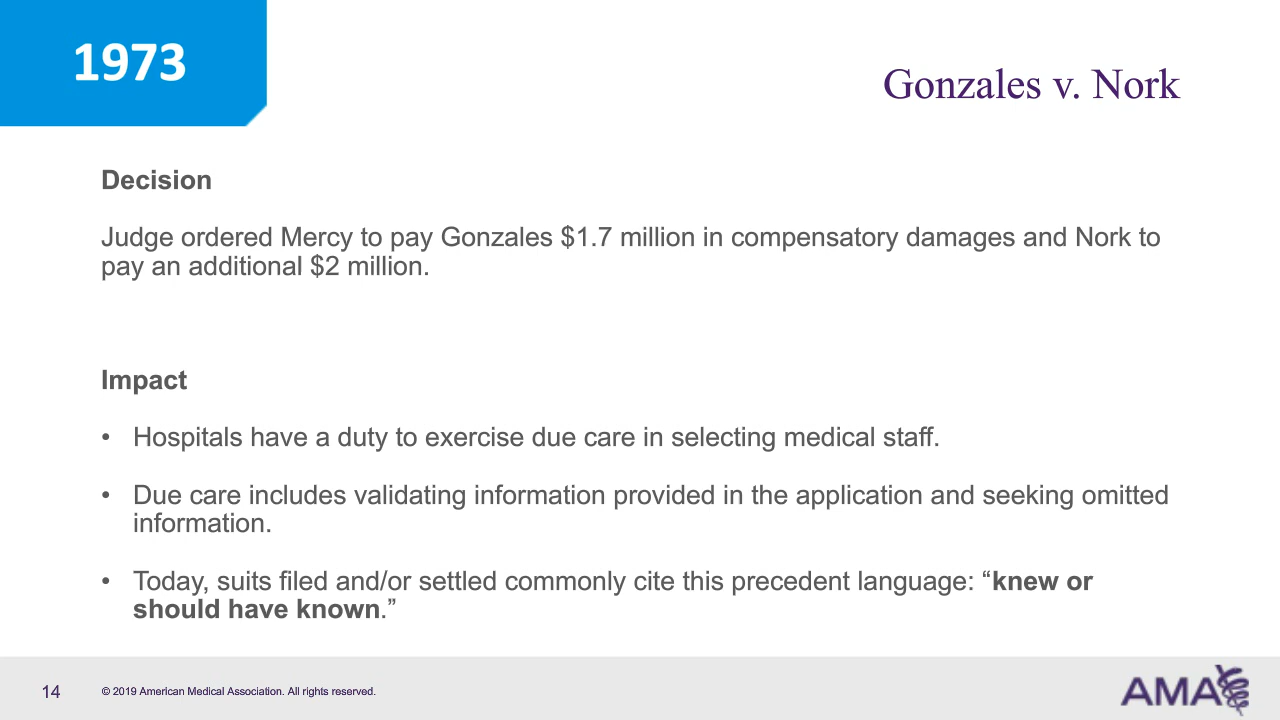 1973
Gonzales v. Nork
Decision
Judge ordered Mercy to pay Gonzales $1.7 million in compensatory damages and Nork to
pay an additional $2 million.
Impact
• Hospitals have a duty to exercise due care in selecting medical staff.
• Due care includes validating information provided in the application and seeking omitted
information.
• Today, suits filed and/or settled commonly cite this precedent language: “knew or
should have known.”
14
© 2019 American Medical Association. All rights reserved.
AMA